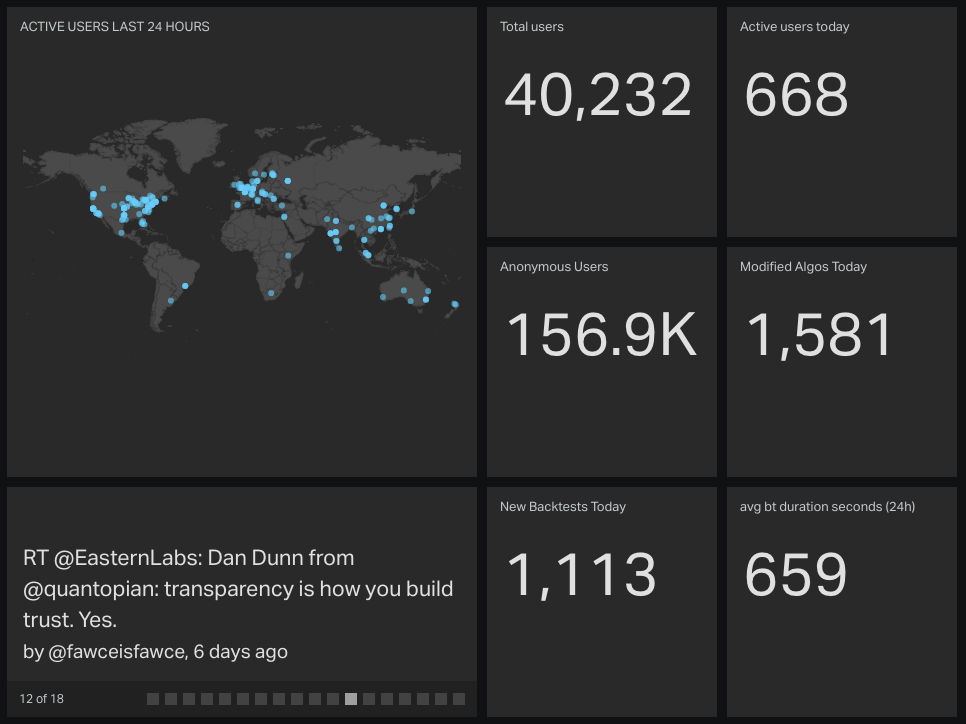 ACTIVE USERS LAST 24 HOURS
Total users
40,232
Active users today
668
Anonymous Users
156.9K
Modified Algos Today
1,581
RT @EasternLabs: Dan Dunn from
@quantopian: transparency is how you build
trust. Yes.
by @fawceisfawce, 6 days ago
12 of 18
New Backtests Today
1,113
avg bt duration seconds (24h)
659